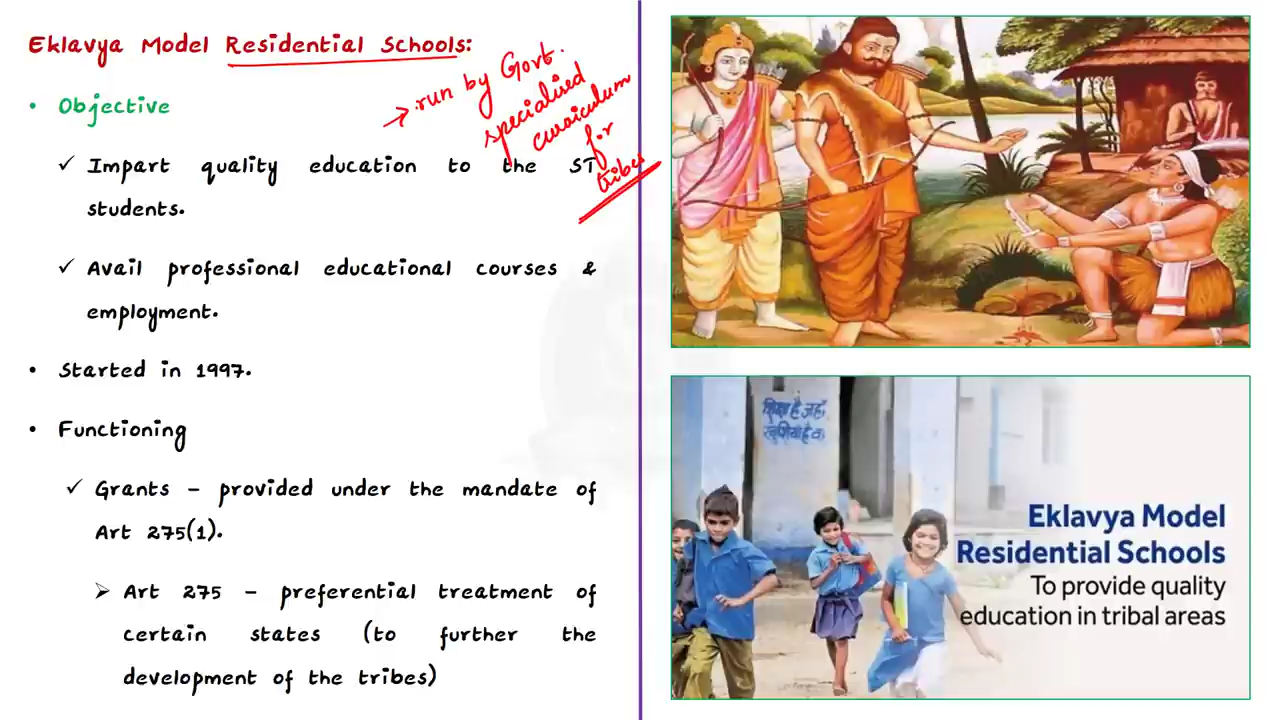 Eklavya Model Residential Schools:
→ run by Govt.
specialised
curriculum
for
tribes
• Objective
✓ Impart quality education to the ST
students.
✓ Avail professional educational courses &
employment.
• Started in 1997.
• Functioning
✓ Grants – provided under the mandate of
Art 275(1).
➢ Art 275 – preferential treatment of
certain states (to further the
development of the tribes)
शिक्षा है जहाँ
Eklavya Model
Residential Schools
To provide quality
education in tribal areas